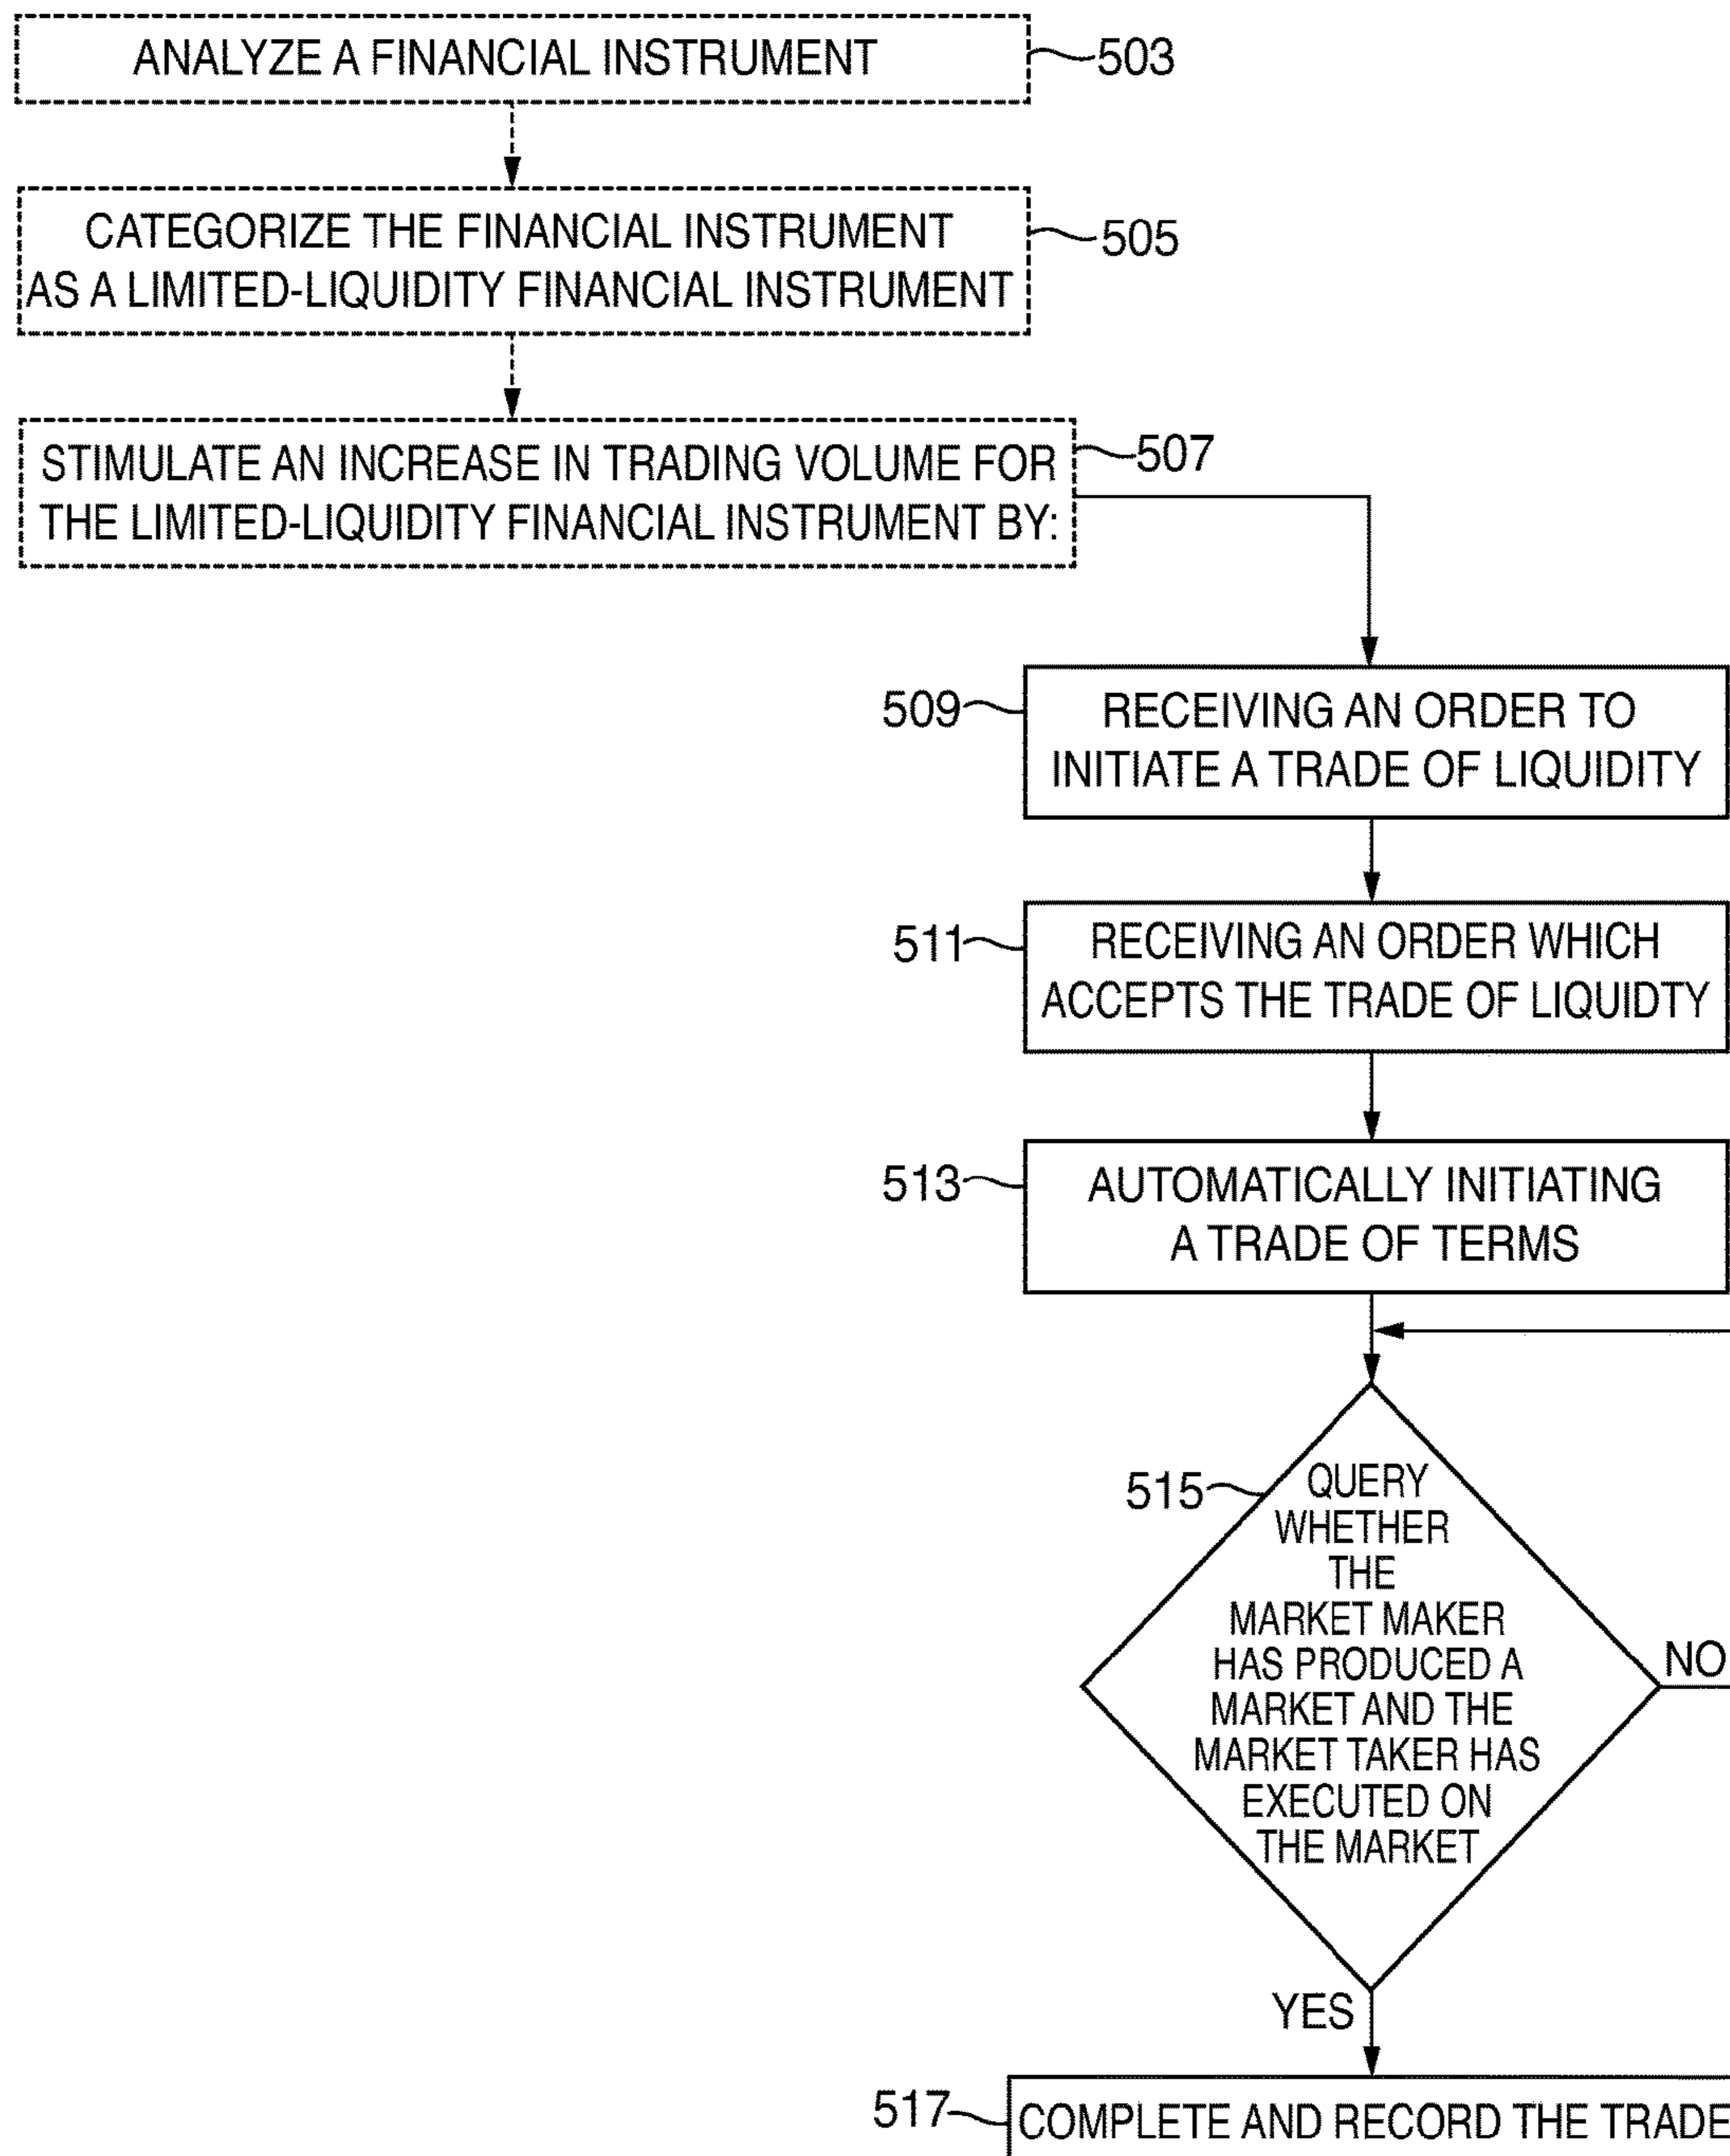 ANALYZE A FINANCIAL INSTRUMENT
503
CATEGORIZE THE FINANCIAL INSTRUMENT
AS A LIMITED-LIQUIDITY FINANCIAL INSTRUMENT
505
STIMULATE AN INCREASE IN TRADING VOLUME FOR
THE LIMITED-LIQUIDITY FINANCIAL INSTRUMENT BY:
507
509
RECEIVING AN ORDER TO
INITIATE A TRADE OF LIQUIDITY
511
RECEIVING AN ORDER WHICH
ACCEPTS THE TRADE OF LIQUIDTY
513
AUTOMATICALLY INITIATING
A TRADE OF TERMS
515
QUERY
WHETHER
THE
MARKET MAKER
HAS PRODUCED A
MARKET AND THE
MARKET TAKER HAS
EXECUTED ON
THE MARKET
NO
YES
517
COMPLETE AND RECORD THE TRADE